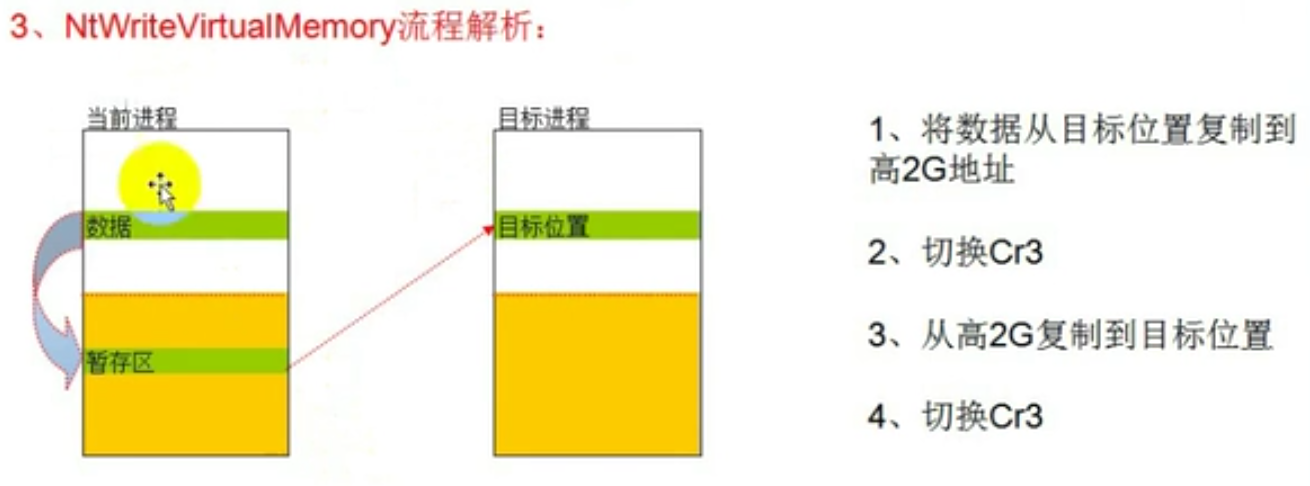 3、NtWriteVirtualMemory流程解析：
当前进程
目标进程
数据
目标位置
暂存区
1、将数据从目标位置复制到
高2G地址
2、切换Cr3
3、从高2G复制到目标位置
4、切换Cr3